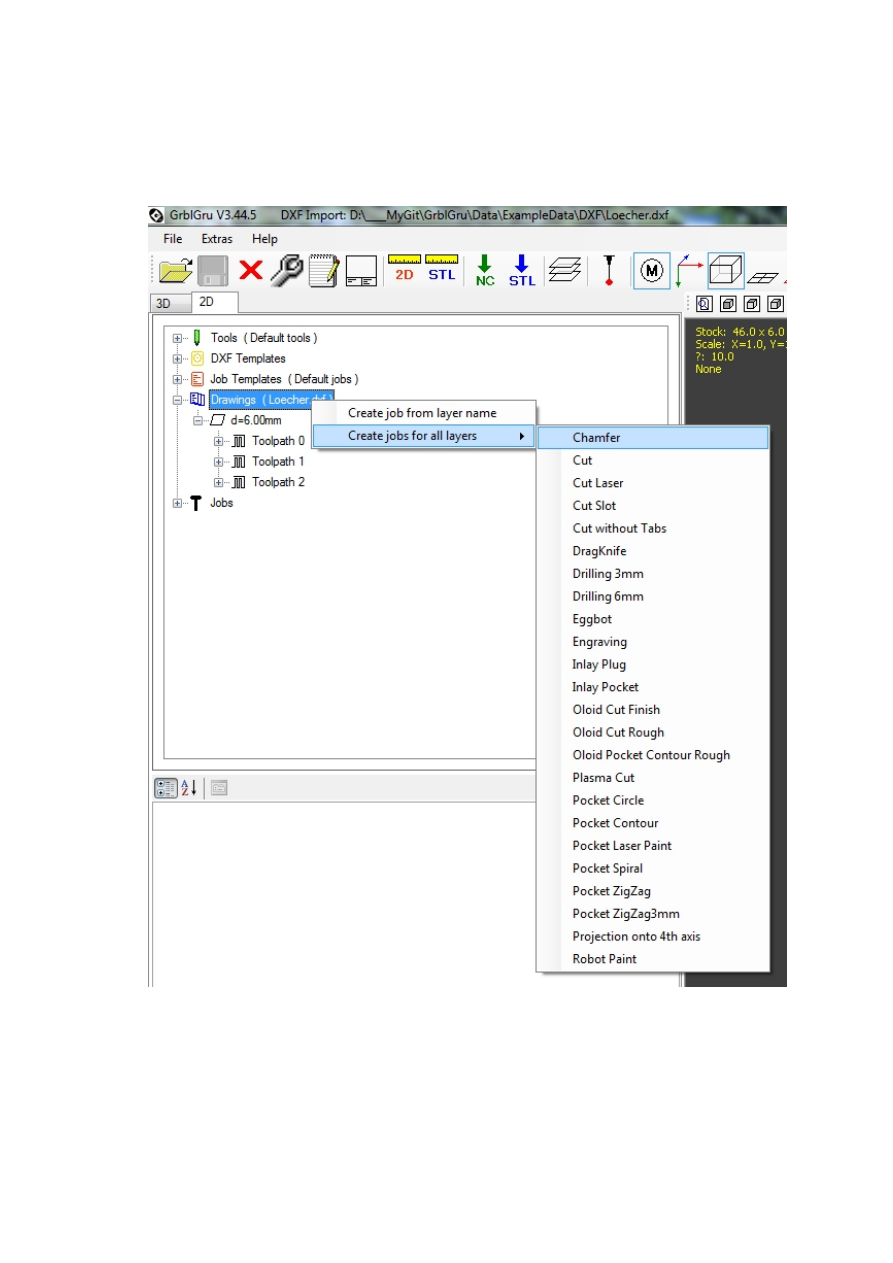 GrblGru V3.44.5 DXF Import: D:\___MyGit\GrblGru\Data\ExampleData\DXF\Loecher.dxf
File Extras Help
2D STL NC STL M
3D 2D
Stock: 46.0 x 6.0
Scale: X=1.0, Y=
?: 10.0
None
Tools ( Default tools )
DXF Templates
Job Templates ( Default jobs )
Drawings ( Loecher.dxf )
d=6.00mm
Toolpath 0
Toolpath 1
Toolpath 2
Jobs
Create job from layer name
Create jobs for all layers
Chamfer
Cut
Cut Laser
Cut Slot
Cut without Tabs
DragKnife
Drilling 3mm
Drilling 6mm
Eggbot
Engraving
Inlay Plug
Inlay Pocket
Oloid Cut Finish
Oloid Cut Rough
Oloid Pocket Contour Rough
Plasma Cut
Pocket Circle
Pocket Contour
Pocket Laser Paint
Pocket Spiral
Pocket ZigZag
Pocket ZigZag3mm
Projection onto 4th axis
Robot Paint
AZ